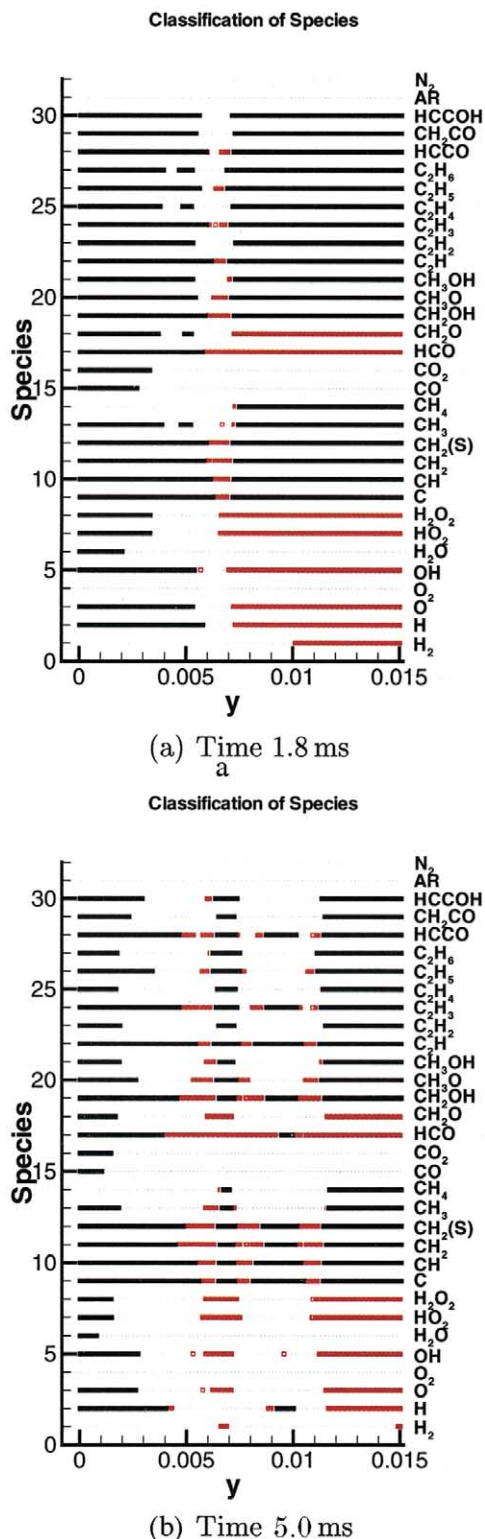 Classification of Species
N₂
AR
30
HCCOH
CH₂CO
HCCO
C₂H₆
C₂H₅
25
C₂H₄
C₂H₃
C₂H₂
C₂H
CH₃OH
20
CH₃O
CH₂OH
CH₂O
HCO
CO₂
15
CO
CH₄
CH₃
CH₂(S)
CH₂
10
CH
C
H₂O₂
HO₂
H₂O
5
OH
O₂
O
H
H₂
0
Species
0 0.005 0.01 0.015
y
(a) Time 1.8 ms
a
Classification of Species
N₂
AR
30
HCCOH
CH₂CO
HCCO
C₂H₆
C₂H₅
25
C₂H₄
C₂H₃
C₂H₂
C₂H
CH₃OH
20
CH₃O
CH₂OH
CH₂O
HCO
CO₂
15
CO
CH₄
CH₃
CH₂(S)
CH₂
10
CH
C
H₂O₂
HO₂
H₂O
5
OH
O₂
O
H
H₂
0
Species
0 0.005 0.01 0.015
y
(b) Time 5.0 ms